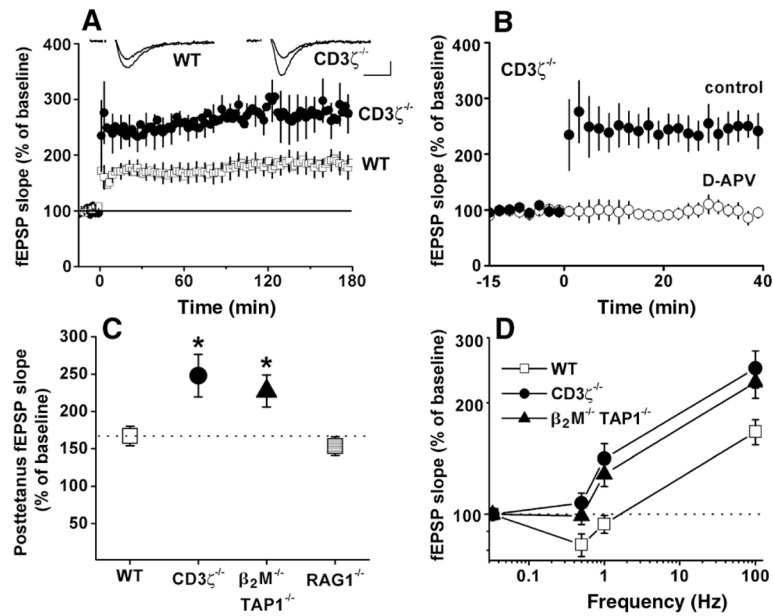 A
WT
CD3ζ-/-
fEPSP slope (% of baseline)
400
300
200
100
0
CD3ζ-/-
WT
0
60
120
180
Time (min)
B
fEPSP slope (% of baseline)
400
300
200
100
0
CD3ζ-/-
control
D-APV
-15
0
20
40
Time (min)
C
Posttetanus fEPSP slope
(% of baseline)
300
250
200
150
100
50
*
*
WT
CD3ζ-/-
β2M-/-
TAP1-/-
RAG1-/-
D
fEPSP slope (% of baseline)
300
200
100
WT
CD3ζ-/-
β2M-/- TAP1-/-
0.1
1
10
100
Frequency (Hz)